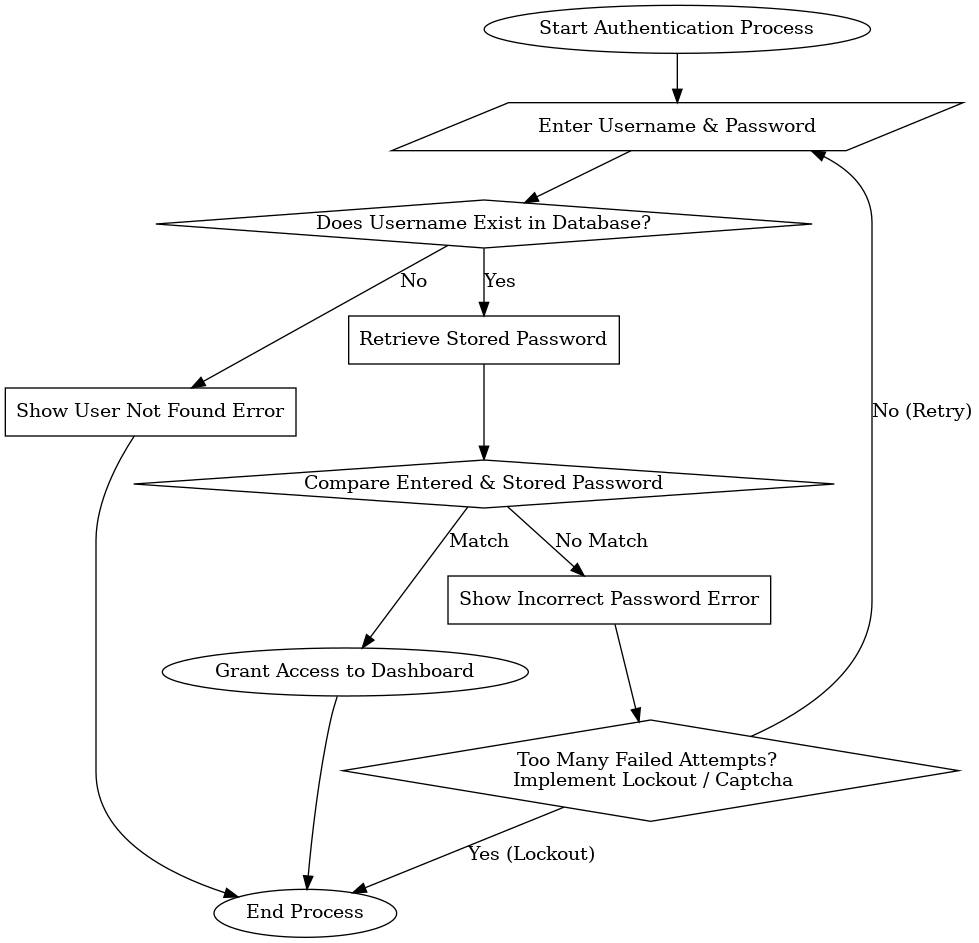 Start Authentication Process
Enter Username & Password
Does Username Exist in Database?
No
Yes
Retrieve Stored Password
Show User Not Found Error
No (Retry)
Compare Entered & Stored Password
Match
No Match
Show Incorrect Password Error
Grant Access to Dashboard
Too Many Failed Attempts?
Implement Lockout / Captcha
Yes (Lockout)
End Process